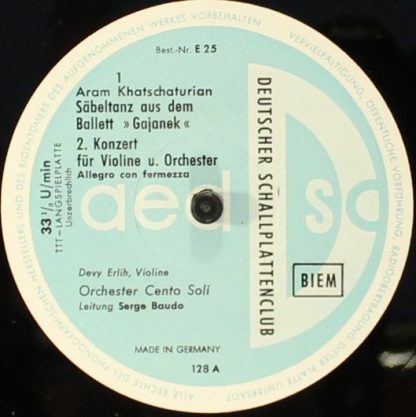 Best.-Nr. E 25
1
Aram Khatschaturian
Säbeltanz aus dem
Ballett »Gajanek«
2. Konzert
für Violine u. Orchester
Allegro con fermezza
33 1/3 U/min
TTT-LANGSPIELPLATTE
Unzerbrechlich
DEUTSCHER SCHALLPLATTENCLUB
BIEM
Devy Erlih, Violine
Orchester Cento Soli
Leitung Serge Baudo
MADE IN GERMANY
128 A
ALLE RECHTE DES PHONOGRAPHISCHEN HERSTELLERS UND DES EIGENTÜMERS DES AUFGENOMMENEN WERKES VORBEHALTEN · VERVIELFÄLTIGUNG, ÖFFENTLICHE VORFÜHRUNG, RADIOÜBERTRAGUNG DIESER PLATTE UNTERSAGT